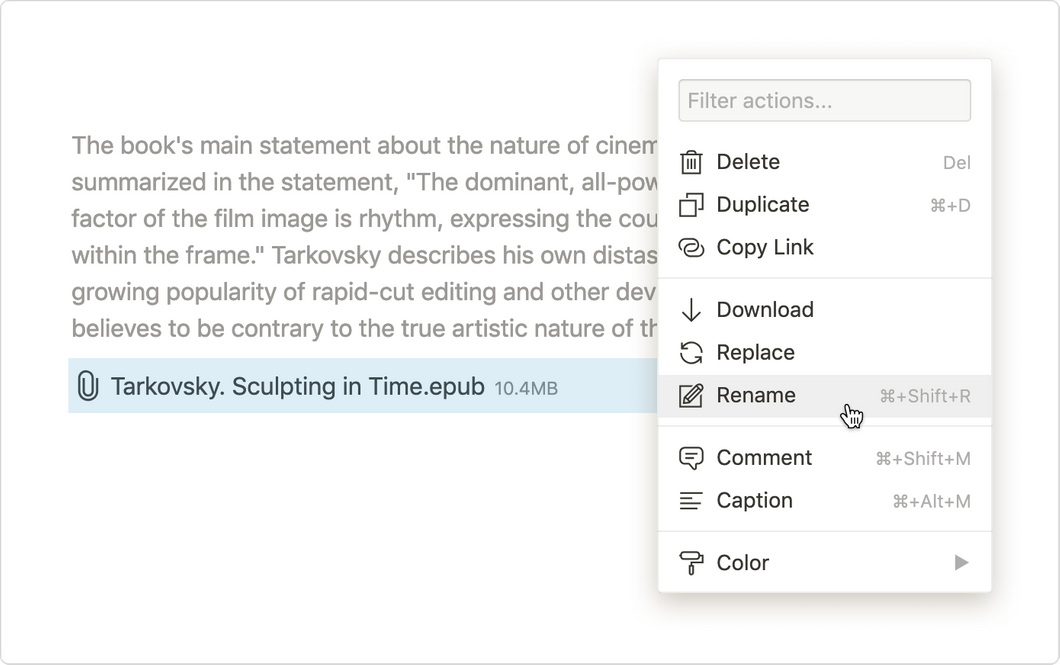 The book's main statement about the nature of cinem
summarized in the statement, "The dominant, all-pow
factor of the film image is rhythm, expressing the cou
within the frame." Tarkovsky describes his own distas
growing popularity of rapid-cut editing and other dev
believes to be contrary to the true artistic nature of th
Tarkovsky. Sculpting in Time.epub 10.4MB
Filter actions...
Delete Del
Duplicate ⌘+D
Copy Link
Download
Replace
Rename ⌘+Shift+R
Comment ⌘+Shift+M
Caption ⌘+Alt+M
Color